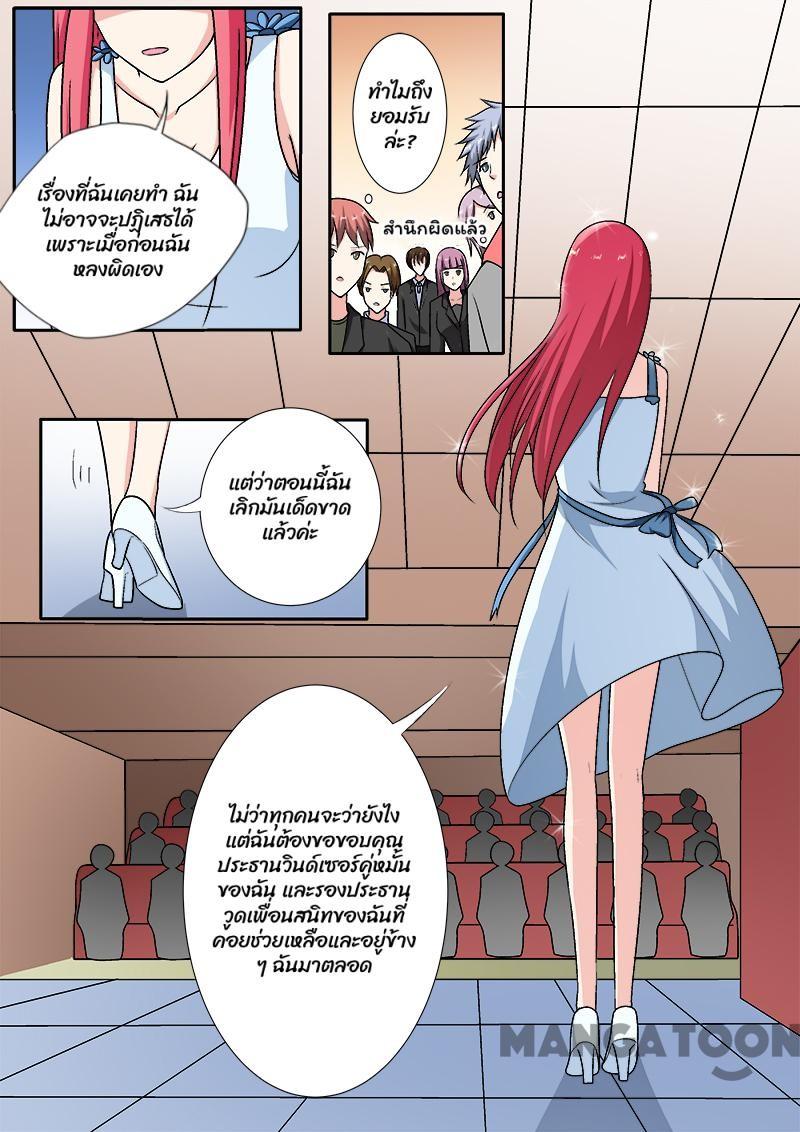 เรื่องที่ฉันเคยทำ ฉัน
ไม่อาจจะปฏิเสธได้
เพราะเมื่อก่อนฉัน
หลงผิดเอง
ทำไมถึง
ยอมรับ
ล่ะ?
สำนึกผิดแล้ว
แต่ว่าตอนนี้ฉัน
เลิกมันเด็ดขาด
แล้วค่ะ
ไม่ว่าทุกคนจะว่ายังไง
แต่ฉันต้องขอขอบคุณ
ประธานวินด์เซอร์คู่หมั้น
ของฉัน และรองประธาน
วูดเพื่อนสนิทของฉันที่
คอยช่วยเหลือและอยู่ข้าง
ๆ ฉันมาตลอด
MANGATOON